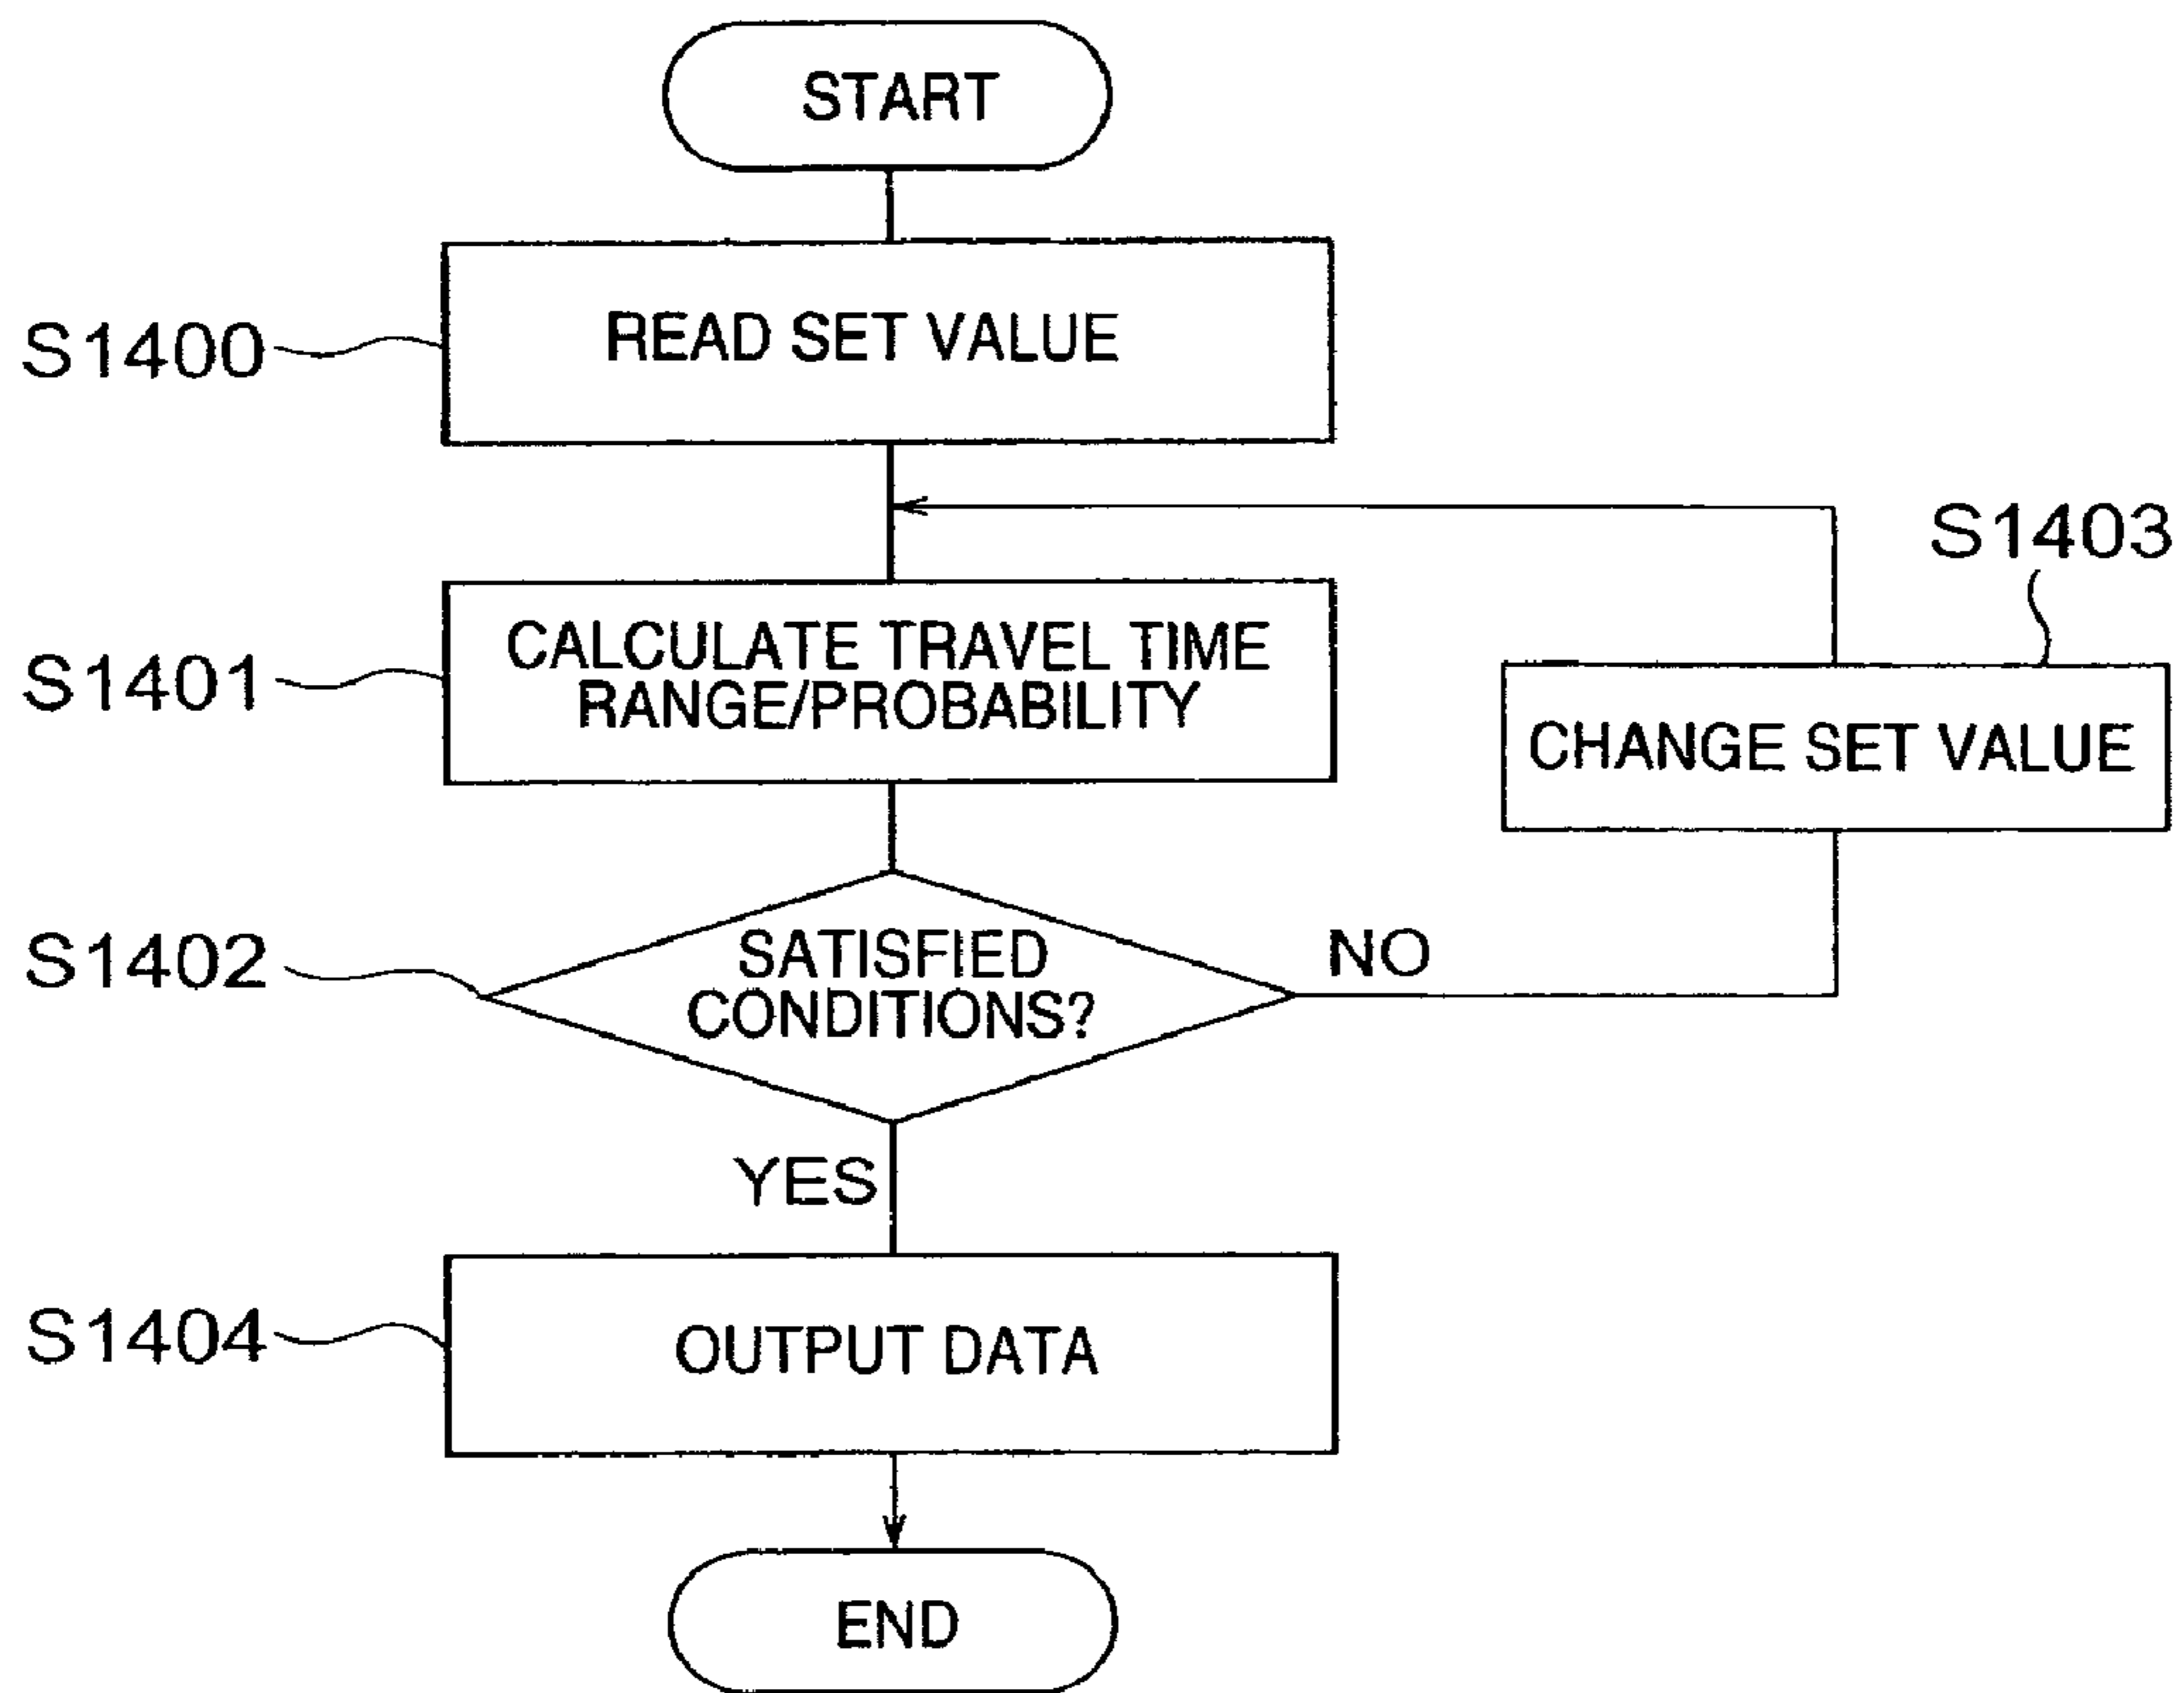 START
S1400
READ SET VALUE
S1401
CALCULATE TRAVEL TIME
RANGE/PROBABILITY
S1403
CHANGE SET VALUE
S1402
SATISFIED
CONDITIONS?
NO
YES
S1404
OUTPUT DATA
END